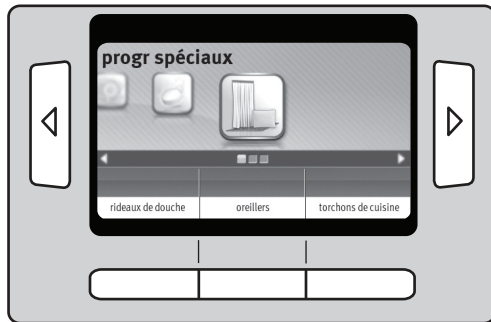 progr spéciaux
rideaux de douche
oreillers
torchons de cuisine